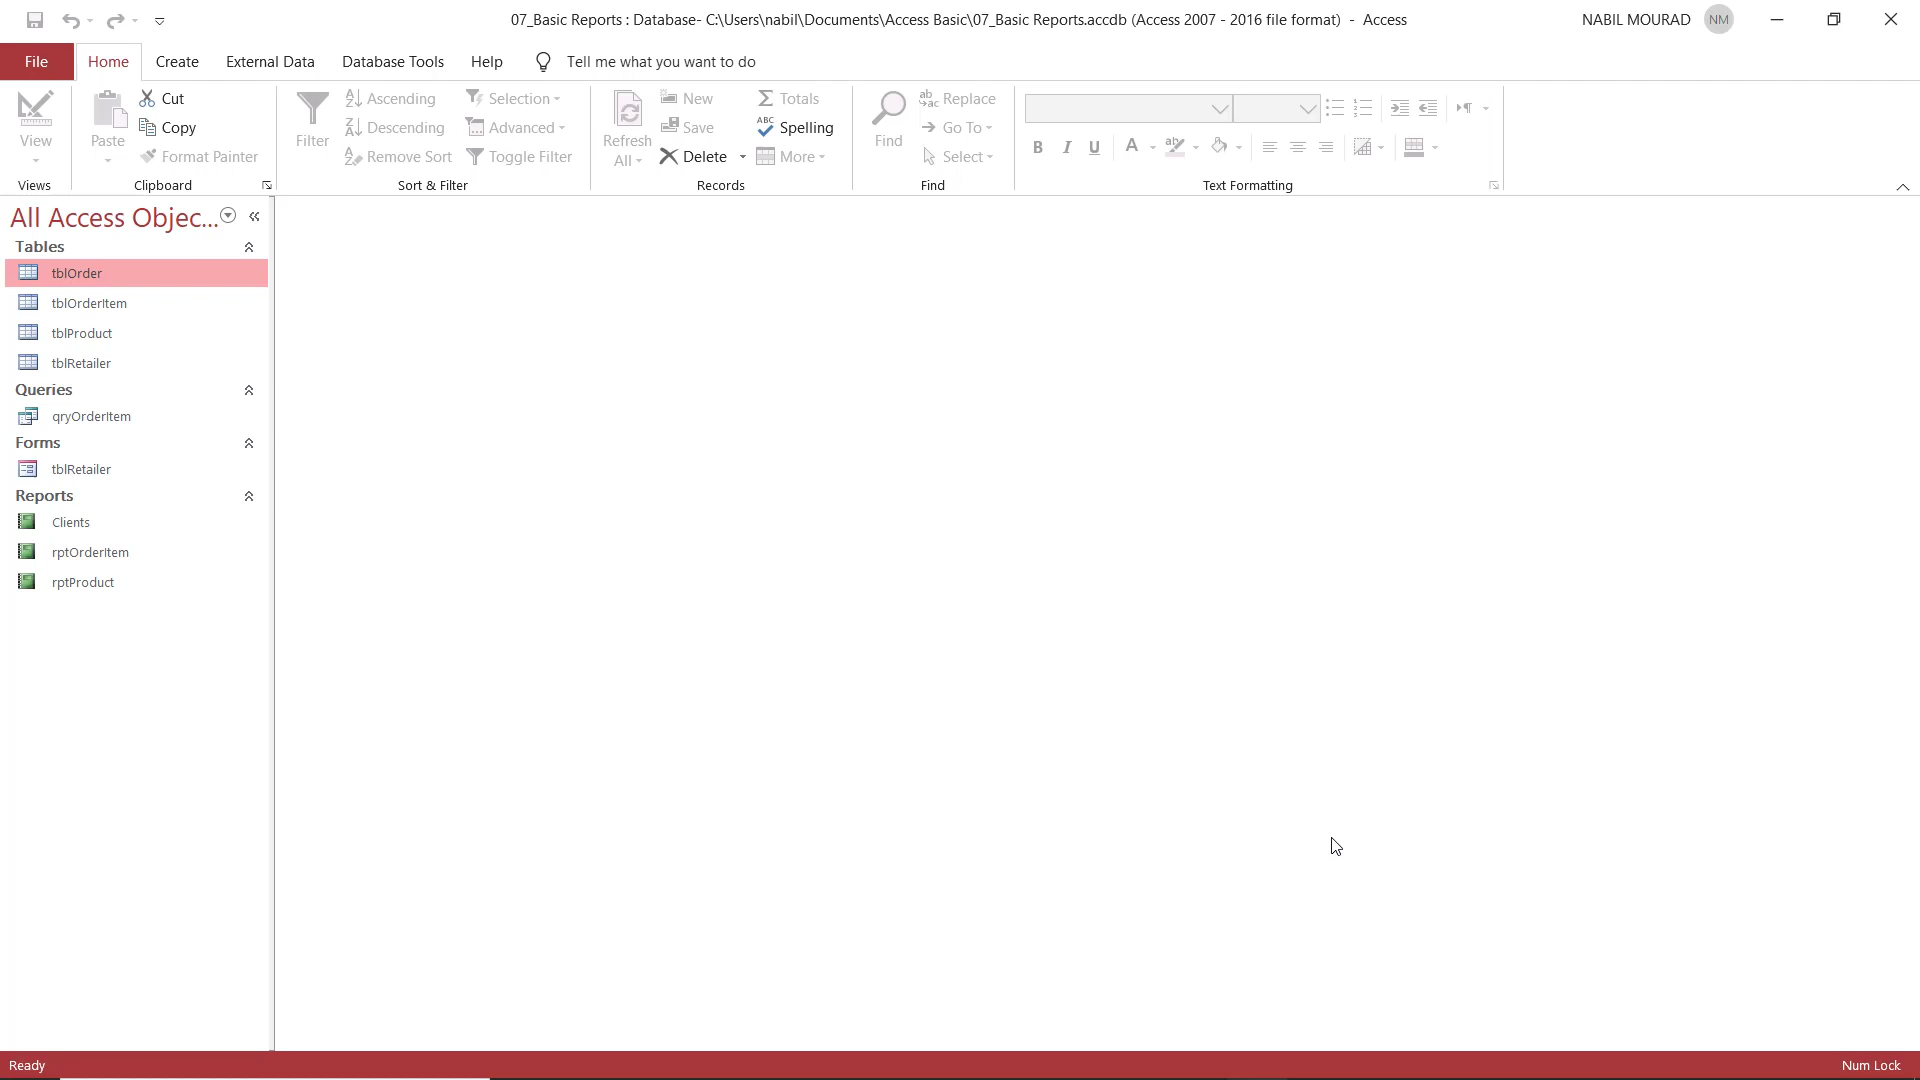 07_Basic Reports : Database- C:\Users\nabil\Documents\Access Basic\07_Basic Reports.accdb (Access 2007 - 2016 file format) - Access
NABIL MOURAD NM
File Home Create External Data Database Tools Help Tell me what you want to do
View
Views
Paste
Cut
Copy
Format Painter
Clipboard
Filter
Ascending
Descending
Remove Sort
Selection
Advanced
Toggle Filter
Sort & Filter
Refresh
All
New
Save
Delete
Totals
Spelling
More
Records
Find
Replace
Go To
Select
Find
B I U A
Text Formatting
All Access Objec...
Tables
tblOrder
tblOrderItem
tblProduct
tblRetailer
Queries
qryOrderItem
Forms
tblRetailer
Reports
Clients
rptOrderItem
rptProduct
Ready
Num Lock